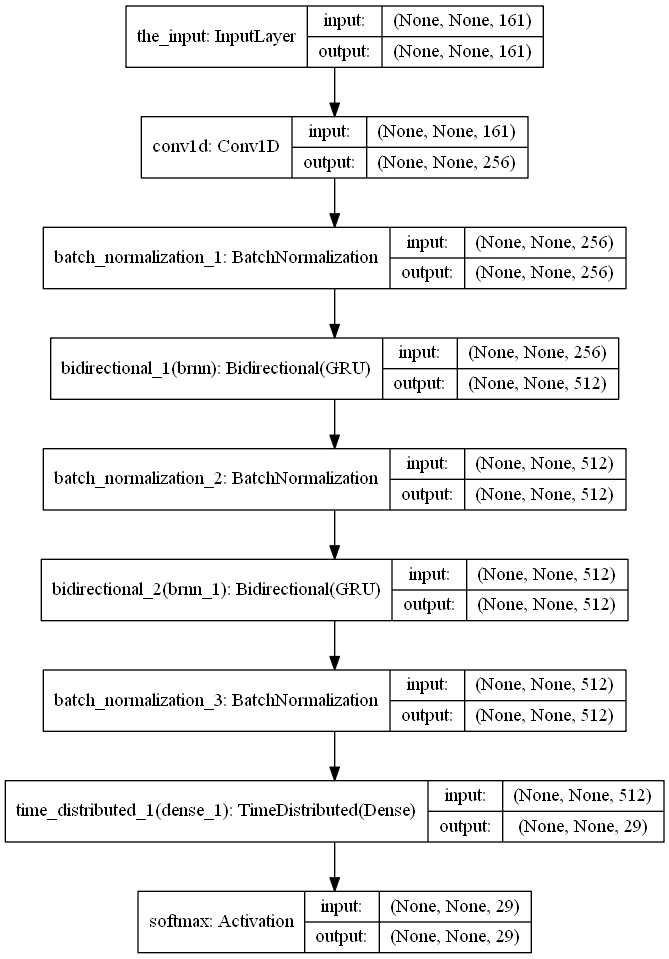 the_input: InputLayer
input: (None, None, 161)
output: (None, None, 161)
conv1d: Conv1D
input: (None, None, 161)
output: (None, None, 256)
batch_normalization_1: BatchNormalization
input: (None, None, 256)
output: (None, None, 256)
bidirectional_1(brnn): Bidirectional(GRU)
input: (None, None, 256)
output: (None, None, 512)
batch_normalization_2: BatchNormalization
input: (None, None, 512)
output: (None, None, 512)
bidirectional_2(brnn_1): Bidirectional(GRU)
input: (None, None, 512)
output: (None, None, 512)
batch_normalization_3: BatchNormalization
input: (None, None, 512)
output: (None, None, 512)
time_distributed_1(dense_1): TimeDistributed(Dense)
input: (None, None, 512)
output: (None, None, 29)
softmax: Activation
input: (None, None, 29)
output: (None, None, 29)